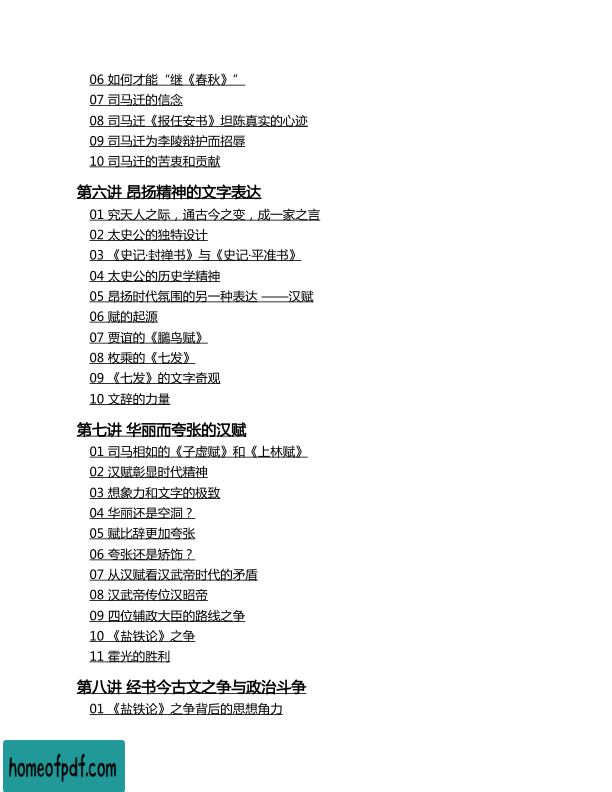 06 如何才能“继《春秋》”
07 司马迁的信念
08 司马迁《报任安书》坦陈真实的心迹
09 司马迁为李陵辩护而招辱
10 司马迁的苦衷和贡献
第六讲 昂扬精神的文字表达
01 究天人之际，通古今之变，成一家之言
02 太史公的独特设计
03 《史记·封禅书》与《史记·平准书》
04 太史公的历史学精神
05 昂扬时代氛围的另一种表达 ——汉赋
06 赋的起源
07 贾谊的《鵩鸟赋》
08 枚乘的《七发》
09 《七发》的文字奇观
10 文辞的力量
第七讲 华丽而夸张的汉赋
01 司马相如的《子虚赋》和《上林赋》
02 汉赋彰显时代精神
03 想象力和文字的极致
04 华丽还是空洞？
05 赋比辞更加夸张
06 夸张还是矫饰？
07 从汉赋看汉武帝时代的矛盾
08 汉武帝传位汉昭帝
09 四位辅政大臣的路线之争
10 《盐铁论》之争
11 霍光的胜利
第八讲 经书今古文之争与政治斗争
01 《盐铁论》之争背后的思想角力
homeofpdf.com